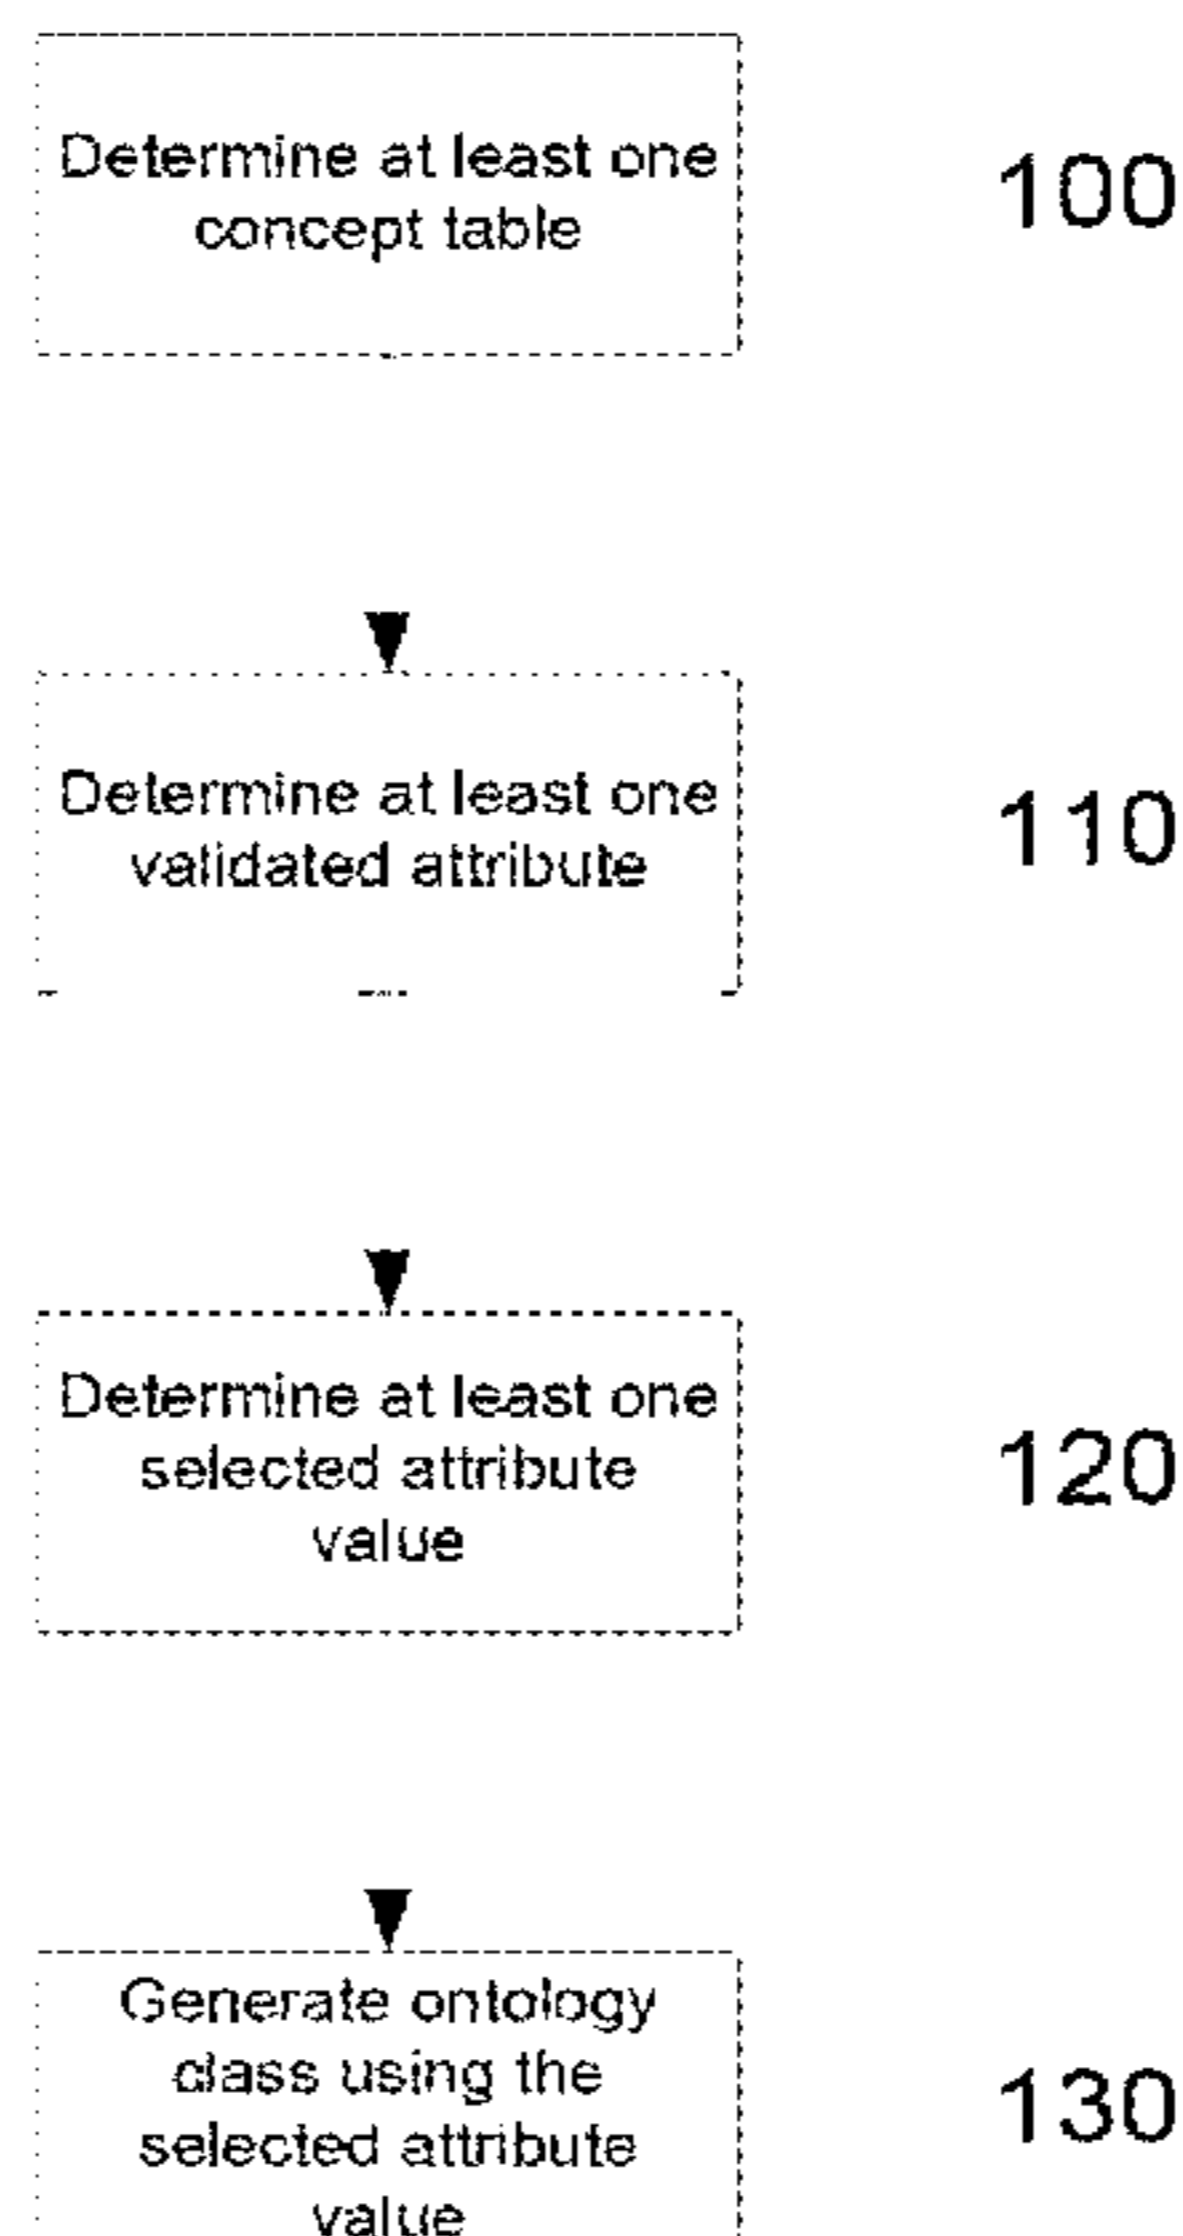 Determine at least one
concept table
100
Determine at least one
validated attribute
110
Determine at least one
selected attribute
value
120
Generate ontology
class using the
selected attribute
value
130